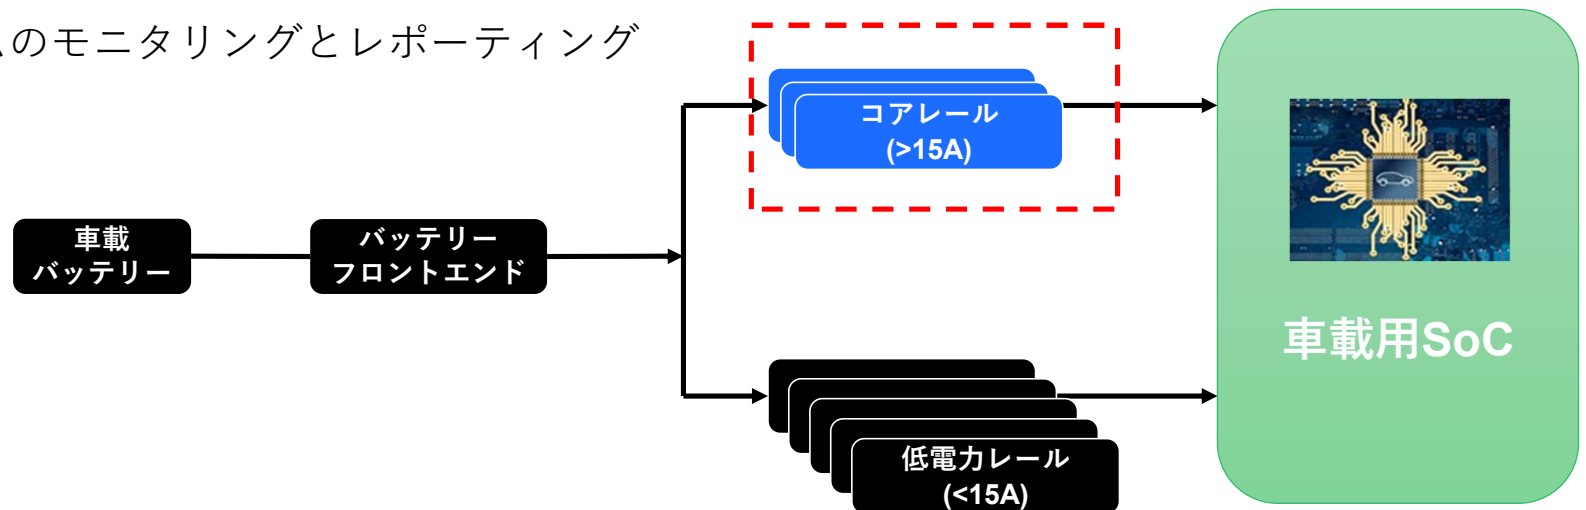 のモニタリングとレポーティング
コアレール
(>15A)
車載
バッテリー
バッテリー
フロントエンド
車載用SoC
低電力レール
(<15A)